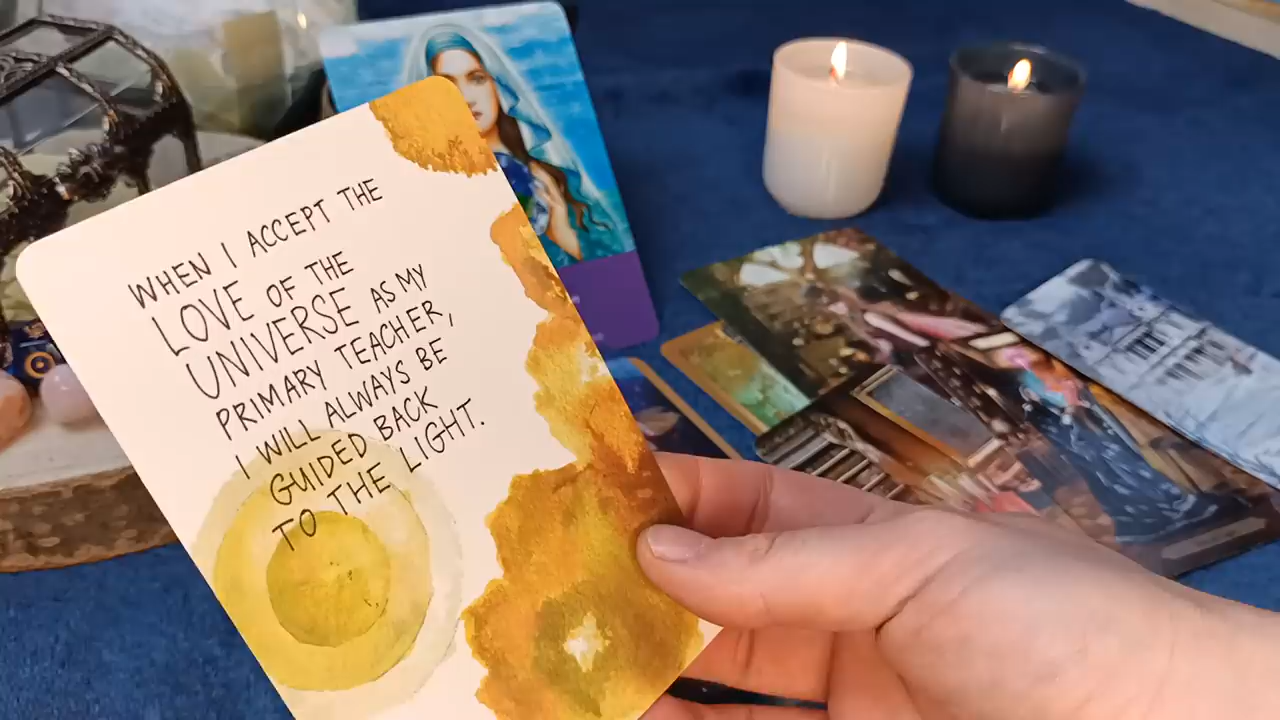 WHEN I ACCEPT THE
LOVE OF THE
UNIVERSE AS MY
PRIMARY TEACHER,
I WILL ALWAYS BE
GUIDED BACK
TO THE LIGHT.